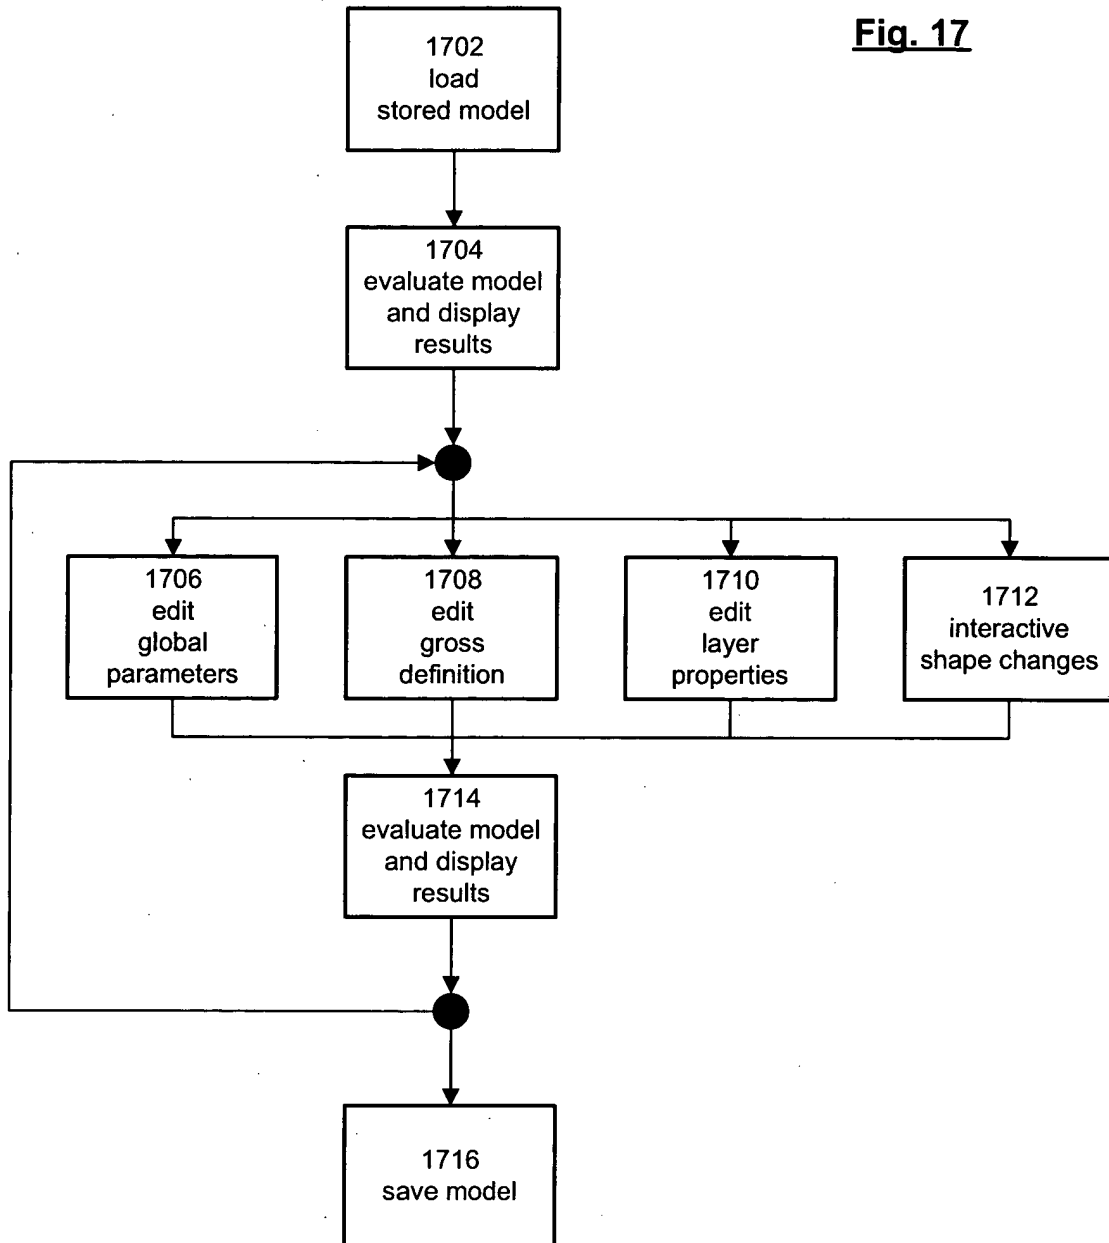 Fig. 17
1702
load
stored model
1704
evaluate model
and display
results
1706
edit
global
parameters
1708
edit
gross
definition
1710
edit
layer
properties
1712
interactive
shape changes
1714
evaluate model
and display
results
1716
save model